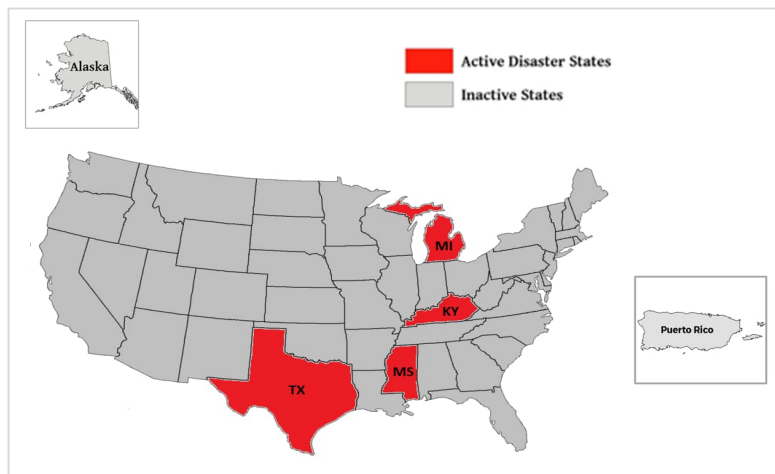 Alaska
Active Disaster States
Inactive States
MI
KY
Puerto Rico
MS
TX